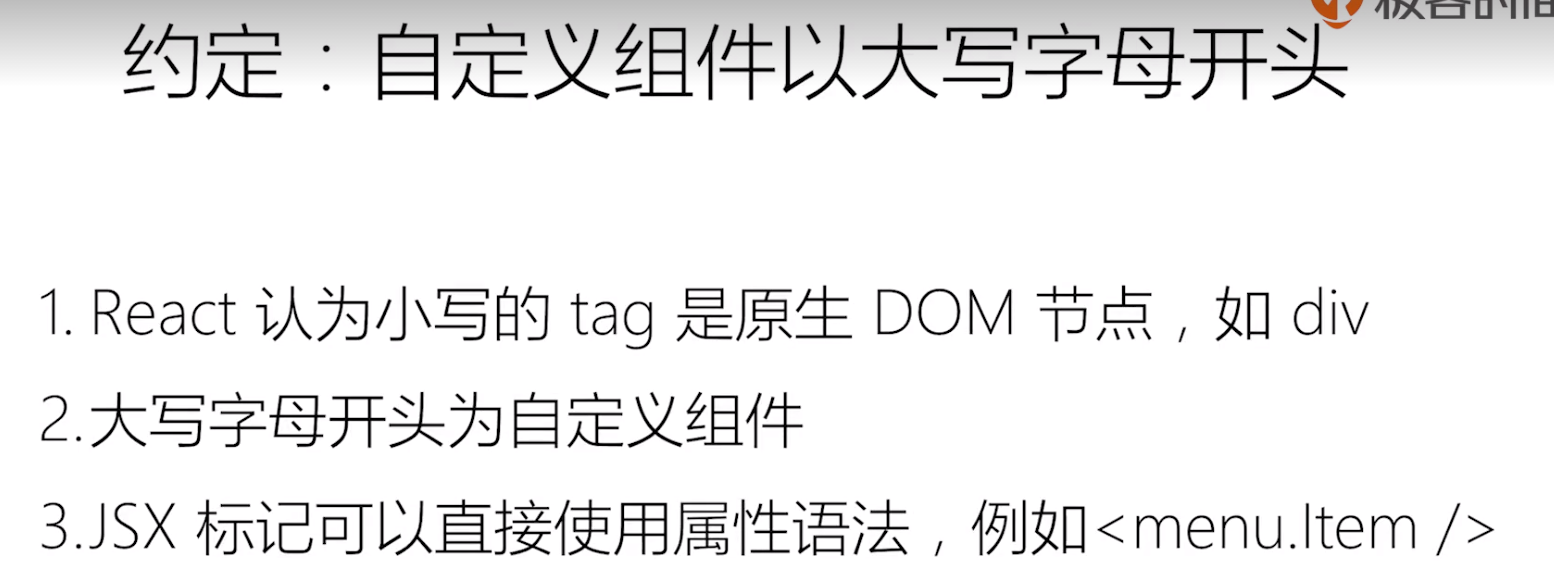 约定：自定义组件以大写字母开头
1. React 认为小写的 tag 是原生 DOM 节点，如 div
2.大写字母开头为自定义组件
3.JSX 标记可以直接使用属性语法，例如<menu.Item />